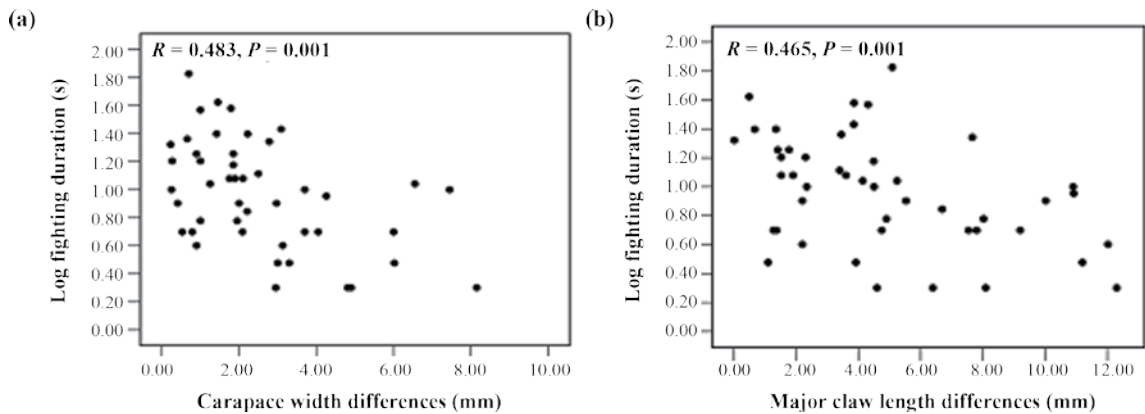 (a)
R = 0.483, P = 0.001
Log fighting duration (s)
2.00
1.80
1.60
1.40
1.20
1.00
0.80
0.60
0.40
0.20
0.00
0.00 2.00 4.00 6.00 8.00 10.00
Carapace width differences (mm)
(b)
R = 0.465, P = 0.001
Log fighting duration (s)
2.00
1.80
1.60
1.40
1.20
1.00
0.80
0.60
0.40
0.20
0.00
0.00 2.00 4.00 6.00 8.00 10.00 12.00
Major claw length differences (mm)